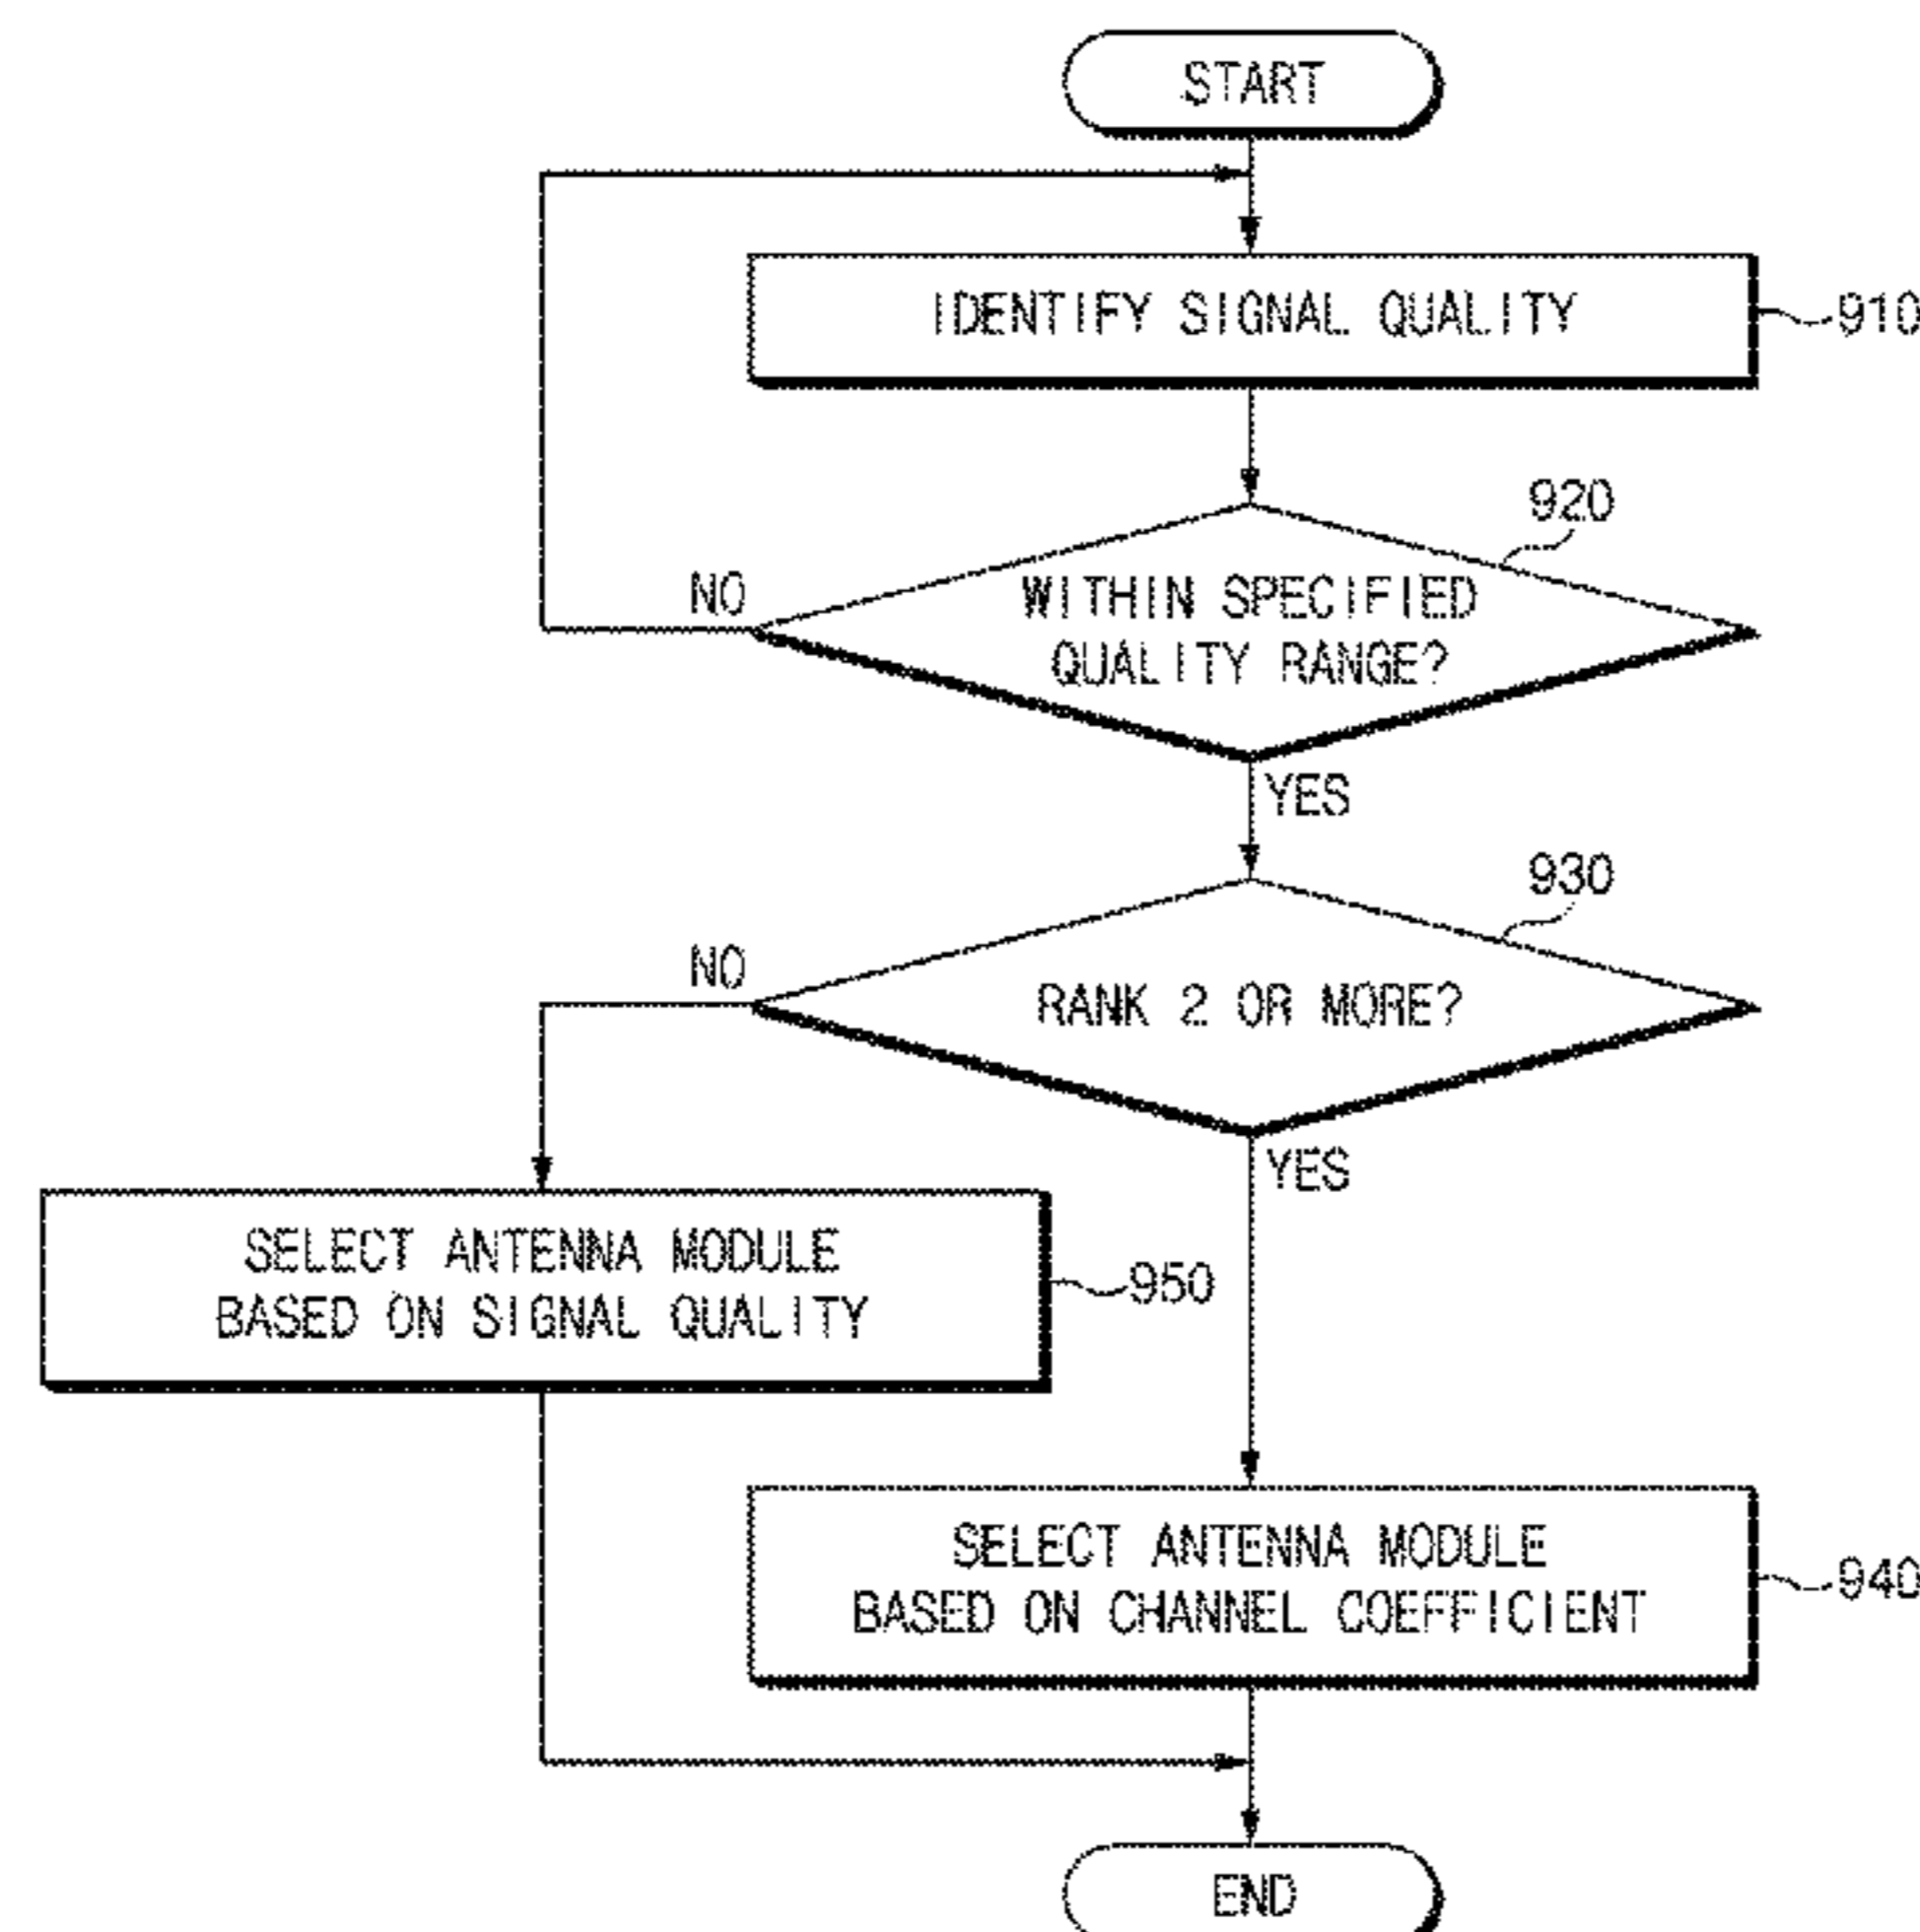 START
IDENTIFY SIGNAL QUALITY
910
920
WITHIN SPECIFIED
QUALITY RANGE?
NO
YES
930
RANK 2 OR MORE?
NO
YES
SELECT ANTENNA MODULE
BASED ON SIGNAL QUALITY
950
SELECT ANTENNA MODULE
BASED ON CHANNEL COEFFICIENT
940
END